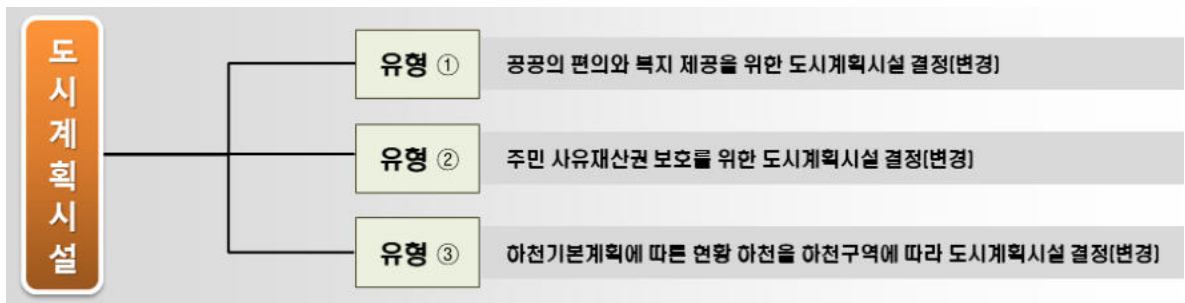 도시계획시설
유형 ①
공공의 편의와 복지 제공을 위한 도시계획시설 결정(변경)
유형 ②
주민 사유재산권 보호를 위한 도시계획시설 결정(변경)
유형 ③
하천기본계획에 따른 현황 하천을 하천구역에 따라 도시계획시설 결정(변경)